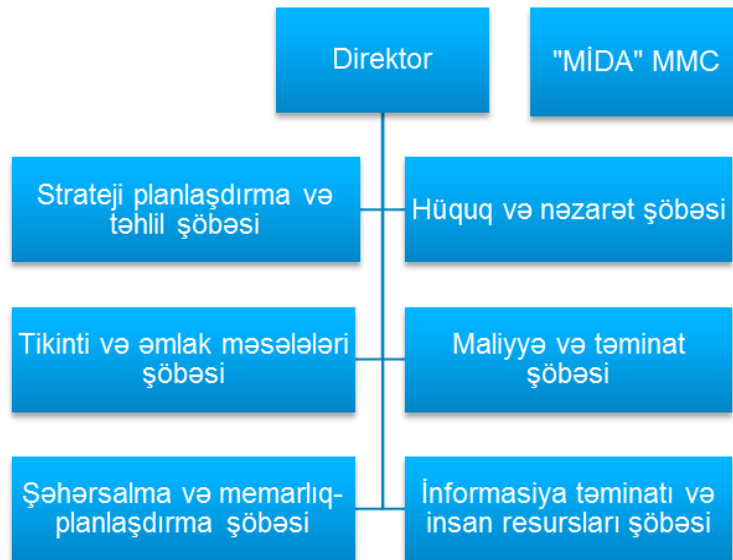 Direktor
"MİDA" MMC
Strateji planlaşdırma və
təhlil şöbəsi
Hüquq və nəzarət şöbəsi
Tikinti və əmlak məsələləri
şöbəsi
Maliyyə və təminat
şöbəsi
Şəhərsalma və memarlıq-
planlaşdırma şöbəsi
İnformasiya təminatı və
insan resursları şöbəsi